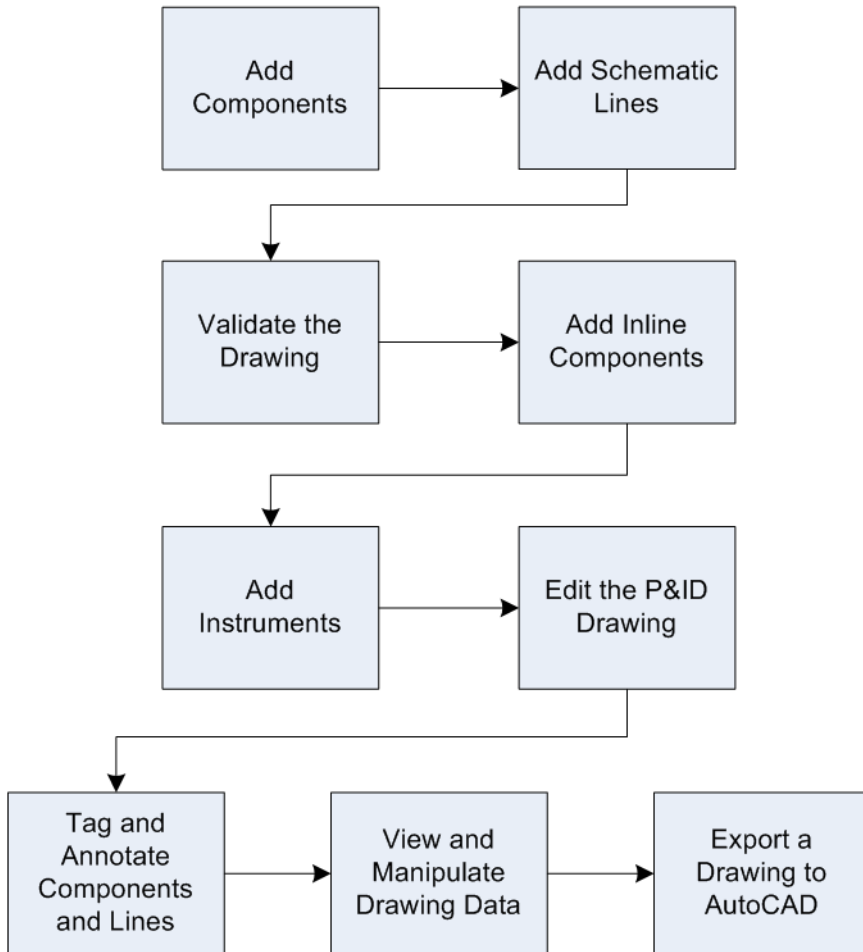 Add
Components
Add Schematic
Lines
Validate the
Drawing
Add Inline
Components
Add
Instruments
Edit the P&ID
Drawing
Tag and
Annotate
Components
and Lines
View and
Manipulate
Drawing Data
Export a
Drawing to
AutoCAD